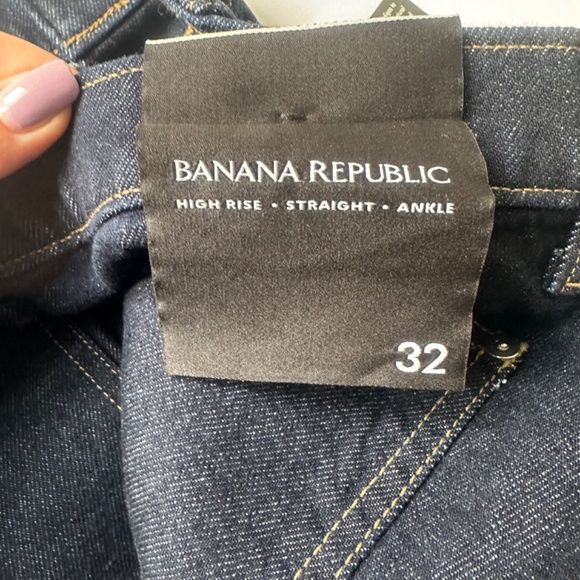 BANANA REPUBLIC
HIGH RISE • STRAIGHT • ANKLE
32